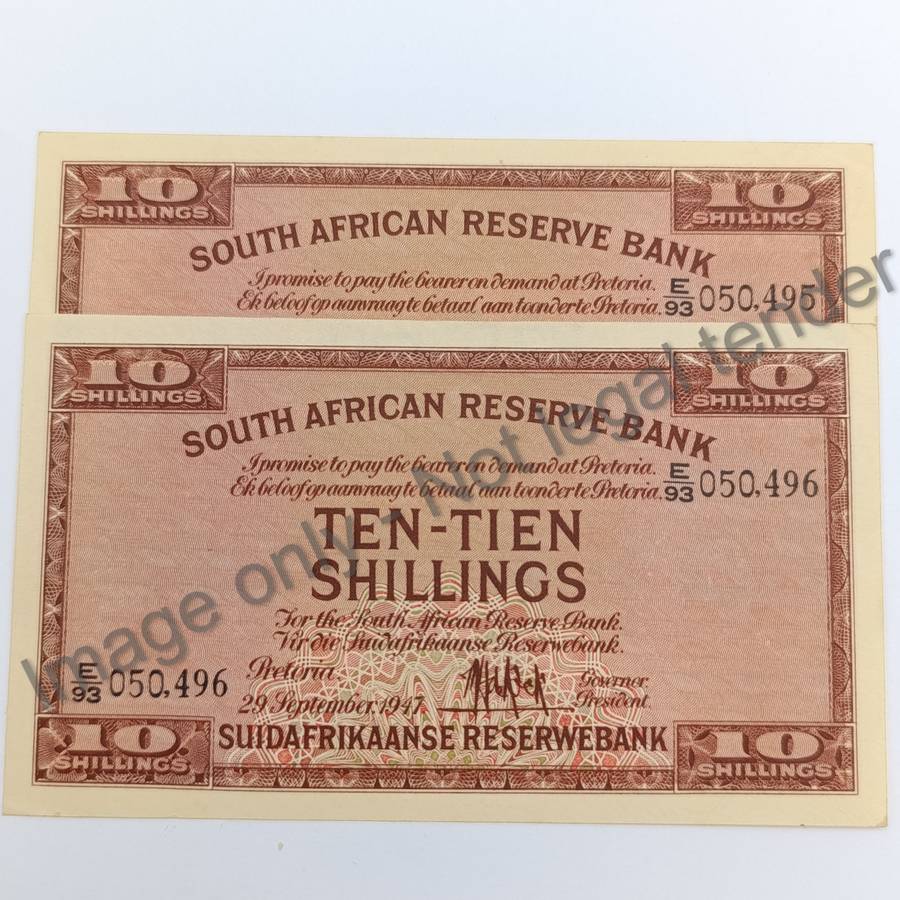 10 10
SHILLINGS SHILLINGS
SOUTH AFRICAN RESERVE BANK
I promise to pay the bearer on demand at Pretoria.
Ek beloof op aanvraag te betaal aan toonder te Pretoria. E/93 050,495
10 10
SHILLINGS SHILLINGS
SOUTH AFRICAN RESERVE BANK
I promise to pay the bearer on demand at Pretoria.
Ek beloof op aanvraag te betaal aan toonder te Pretoria. E/93 050,496
TEN-TIEN
SHILLINGS
For the South African Reserve Bank.
Vir die Suidafrikaanse Reserwebank.
E/93 050,496 Pretoria. Governer.
29 September, 1947 President.
10 SUIDAFRIKAANSE RESERWEBANK 10
SHILLINGS SHILLINGS
Image only - Not legal tender